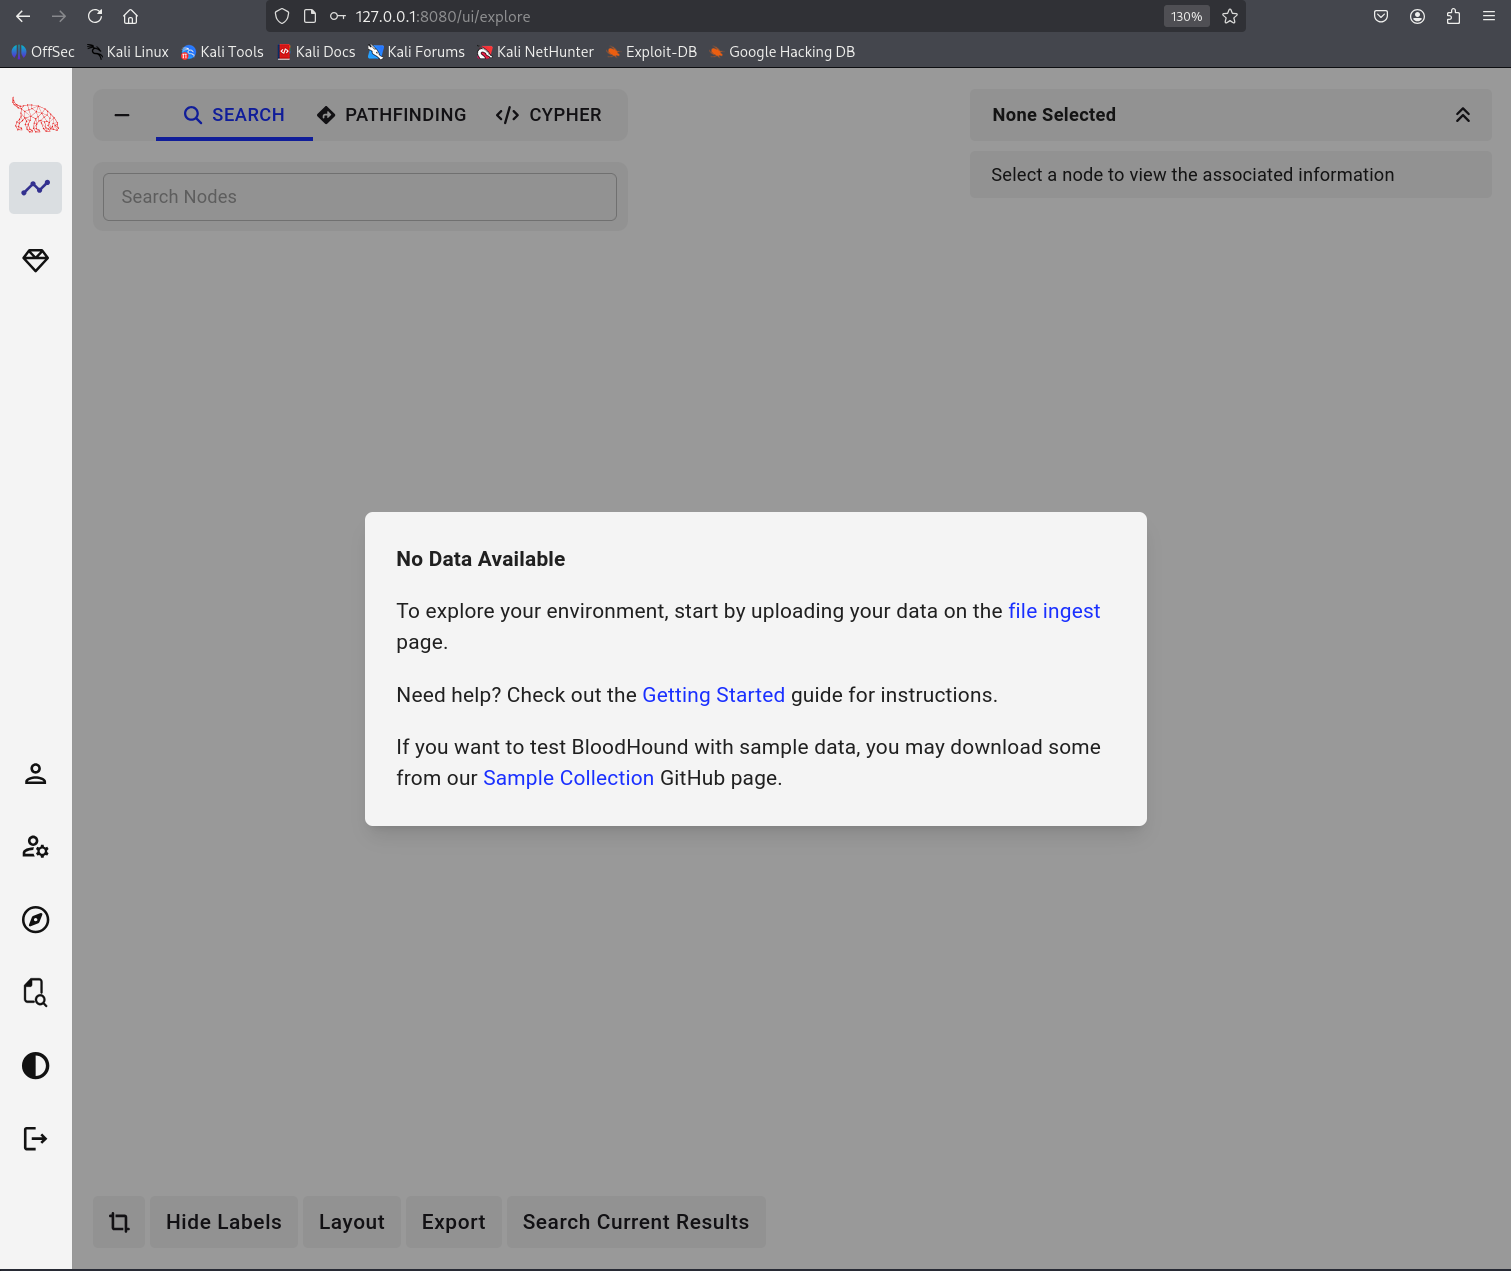 127.0.0.1:8080/ui/explore
130%
OffSec Kali Linux Kali Tools Kali Docs Kali Forums Kali NetHunter Exploit-DB Google Hacking DB
SEARCH PATHFINDING CYPHER
None Selected
Search Nodes
Select a node to view the associated information
No Data Available
To explore your environment, start by uploading your data on the file ingest
page.
Need help? Check out the Getting Started guide for instructions.
If you want to test BloodHound with sample data, you may download some
from our Sample Collection GitHub page.
Hide Labels Layout Export Search Current Results